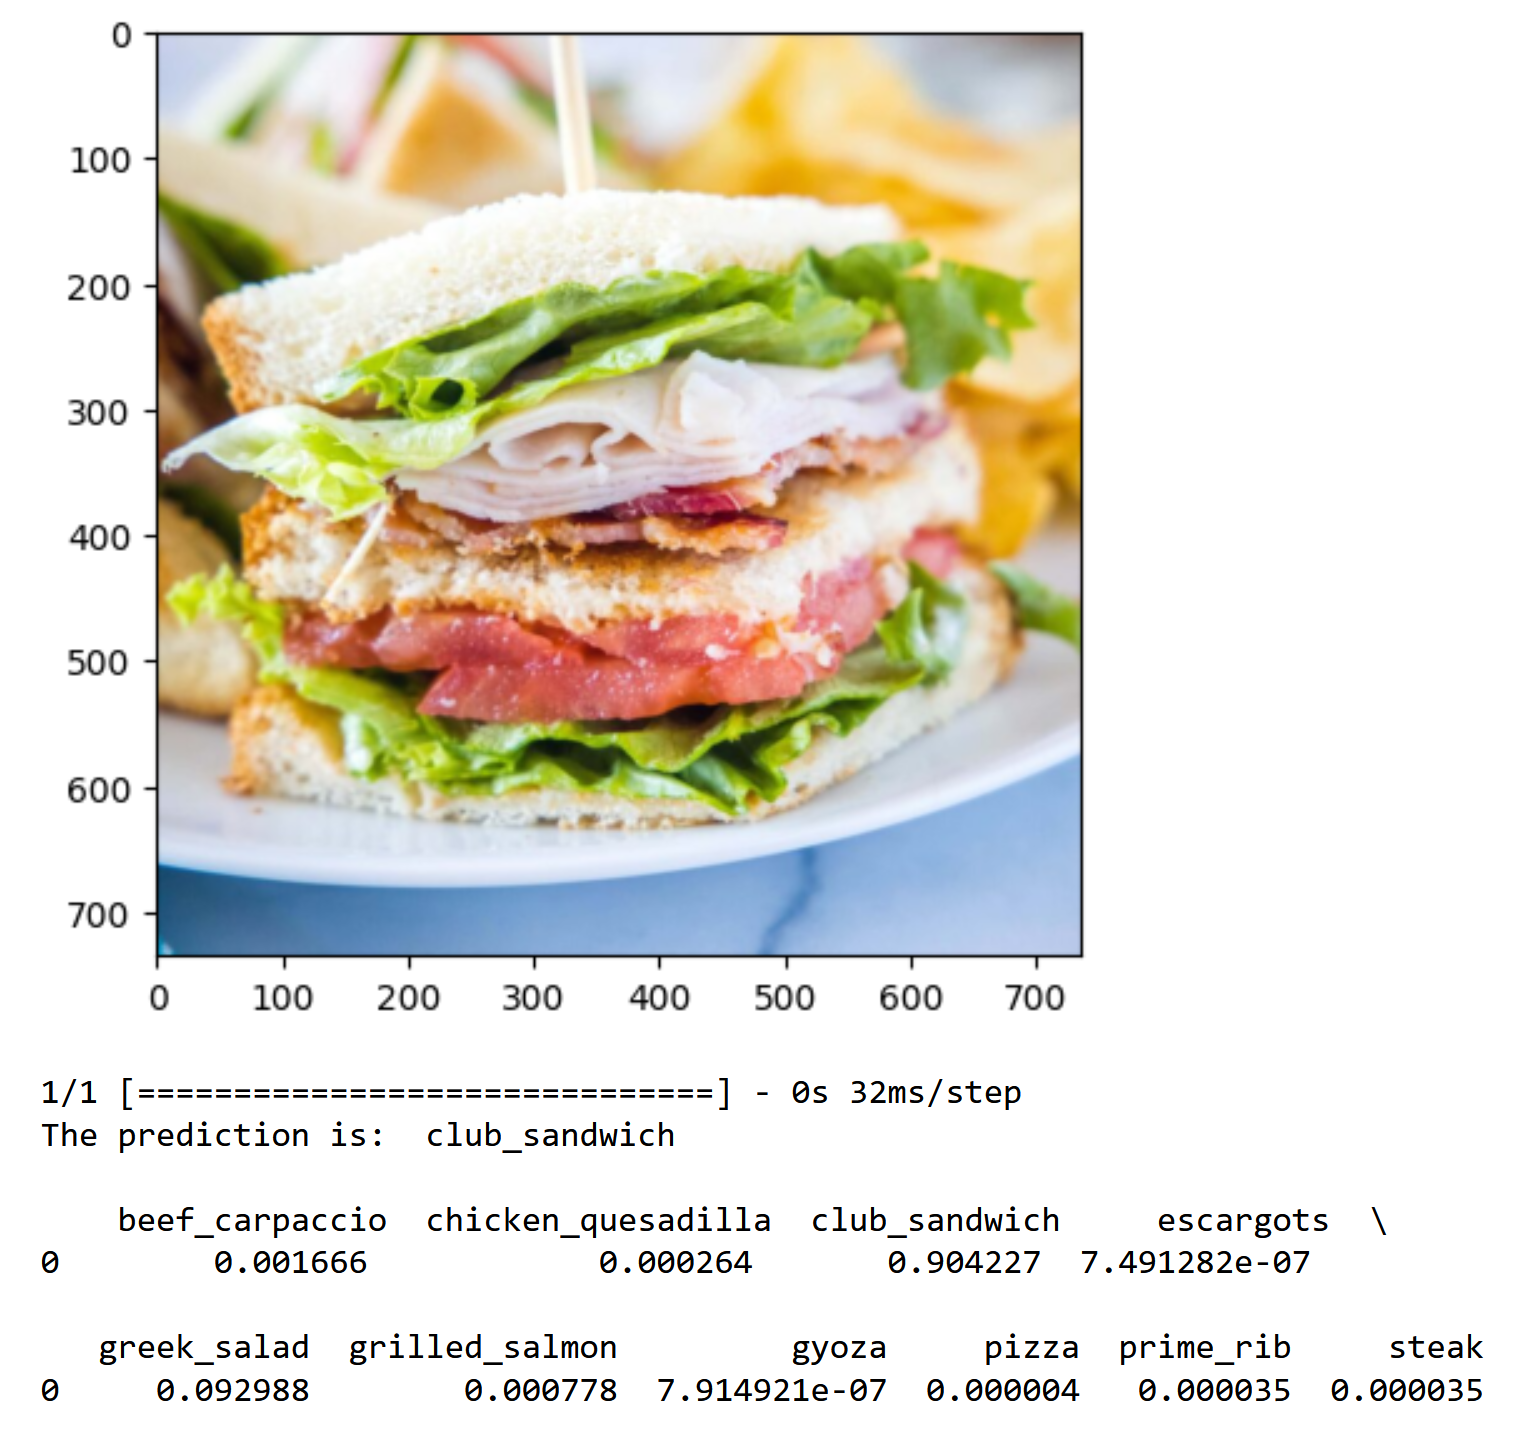 0
100
200
300
400
500
600
700
0 100 200 300 400 500 600 700
1/1 [==============================] - 0s 32ms/step
The prediction is:  club_sandwich
beef_carpaccio  chicken_quesadilla  club_sandwich     escargots  \
0        0.001666            0.000264       0.904227  7.491282e-07
greek_salad  grilled_salmon         gyoza     pizza  prime_rib     steak
0     0.092988        0.000778  7.914921e-07  0.000004   0.000035  0.000035